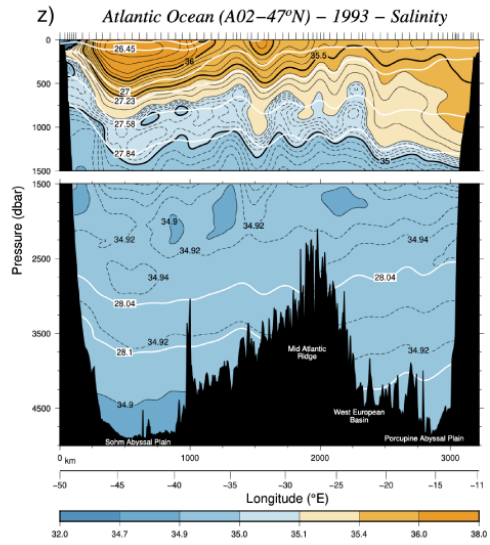 z) Atlantic Ocean (A02–47°N) – 1993 – Salinity
0
26.45
36
35.5
500
27
27.23
27.58
1000
27.84
35
1500
1500
34.9
34.92
34.92
34.92
34.94
2500
34.94
28.04
28.04
Pressure (dbar)
3500
34.92
34.92
28.1
Mid Atlantic
Ridge
34.9
4500
West European
Basin
Sohm Abyssal Plain
Porcupine Abyssal Plain
0 km
1000
2000
3000
−50 −45 −40 −35 −30 −25 −20 −15 −11
Longitude (°E)
32.0 34.7 34.9 35.0 35.1 35.4 36.0 38.0